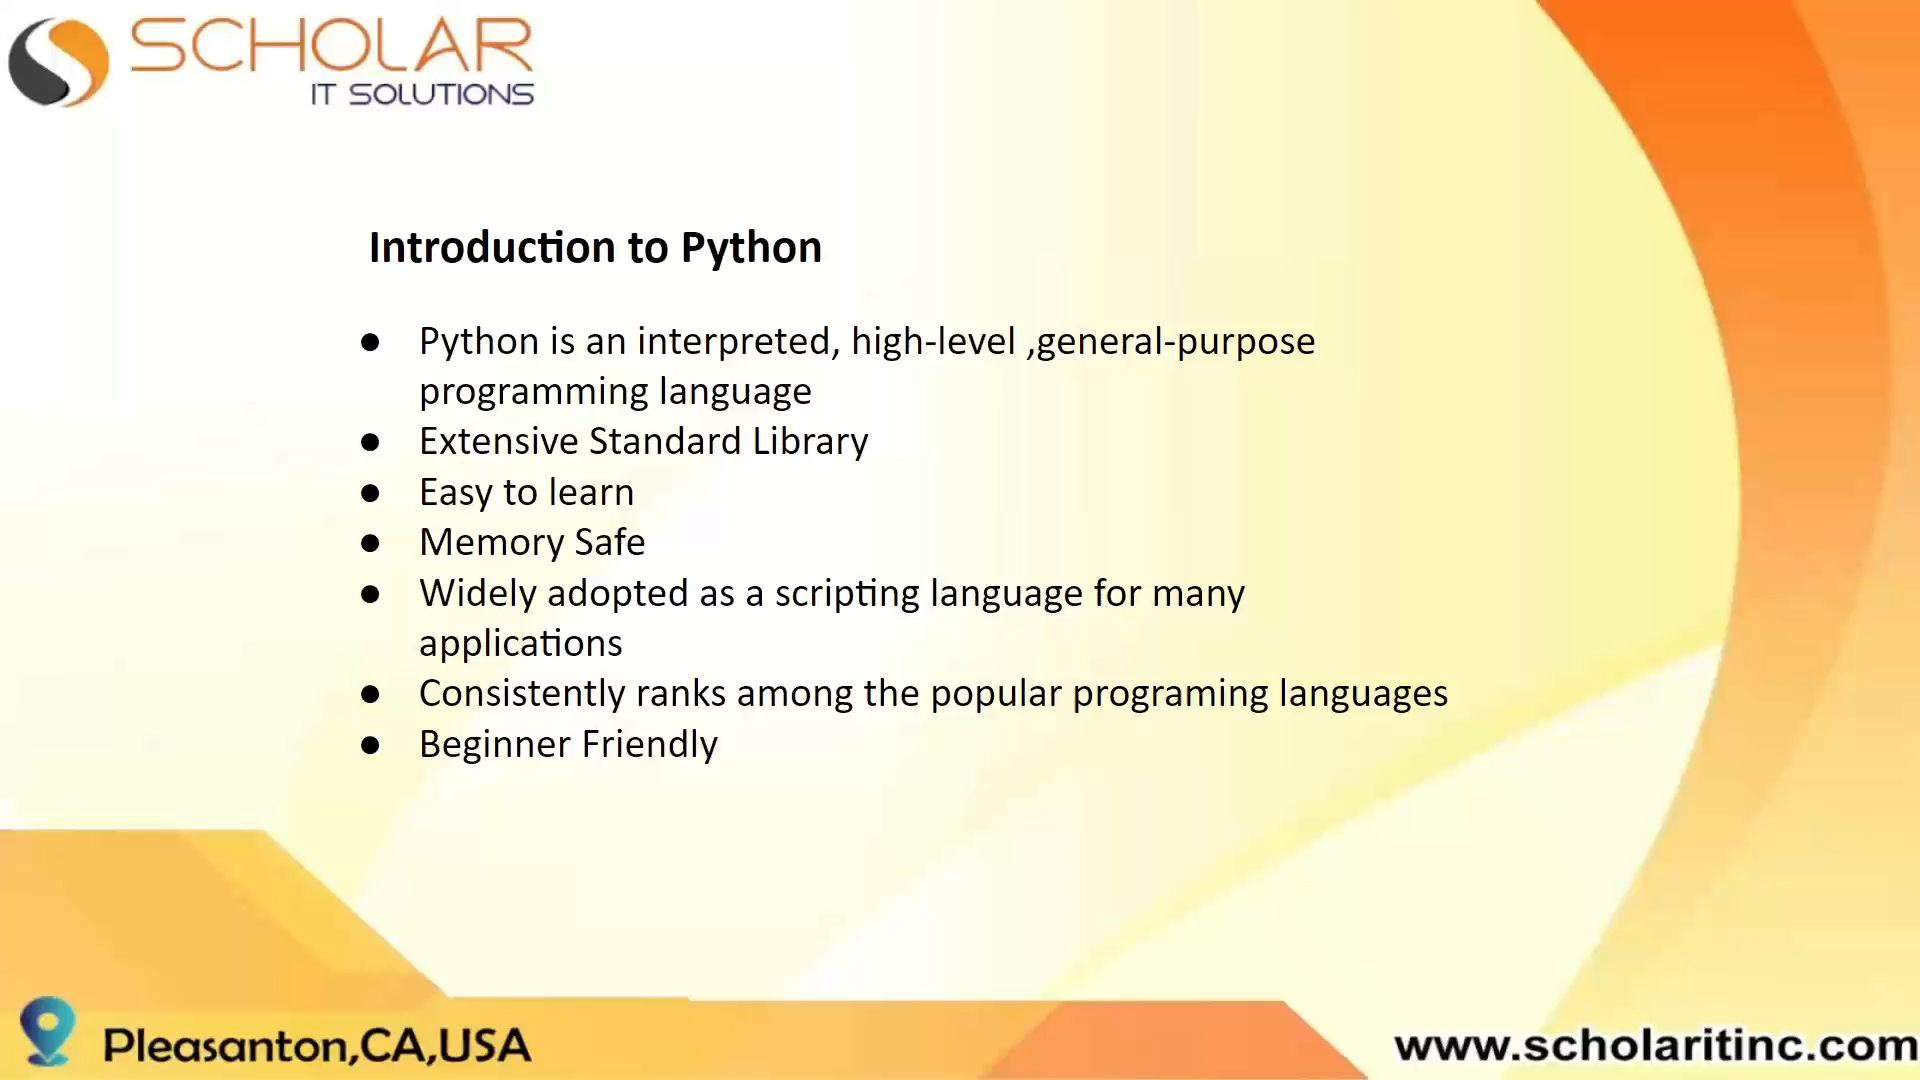 SCHOLAR
IT SOLUTIONS
Introduction to Python
● Python is an interpreted, high-level ,general-purpose
programming language
● Extensive Standard Library
● Easy to learn
● Memory Safe
● Widely adopted as a scripting language for many
applications
● Consistently ranks among the popular programing languages
● Beginner Friendly
Pleasanton,CA,USA
www.scholaritinc.com